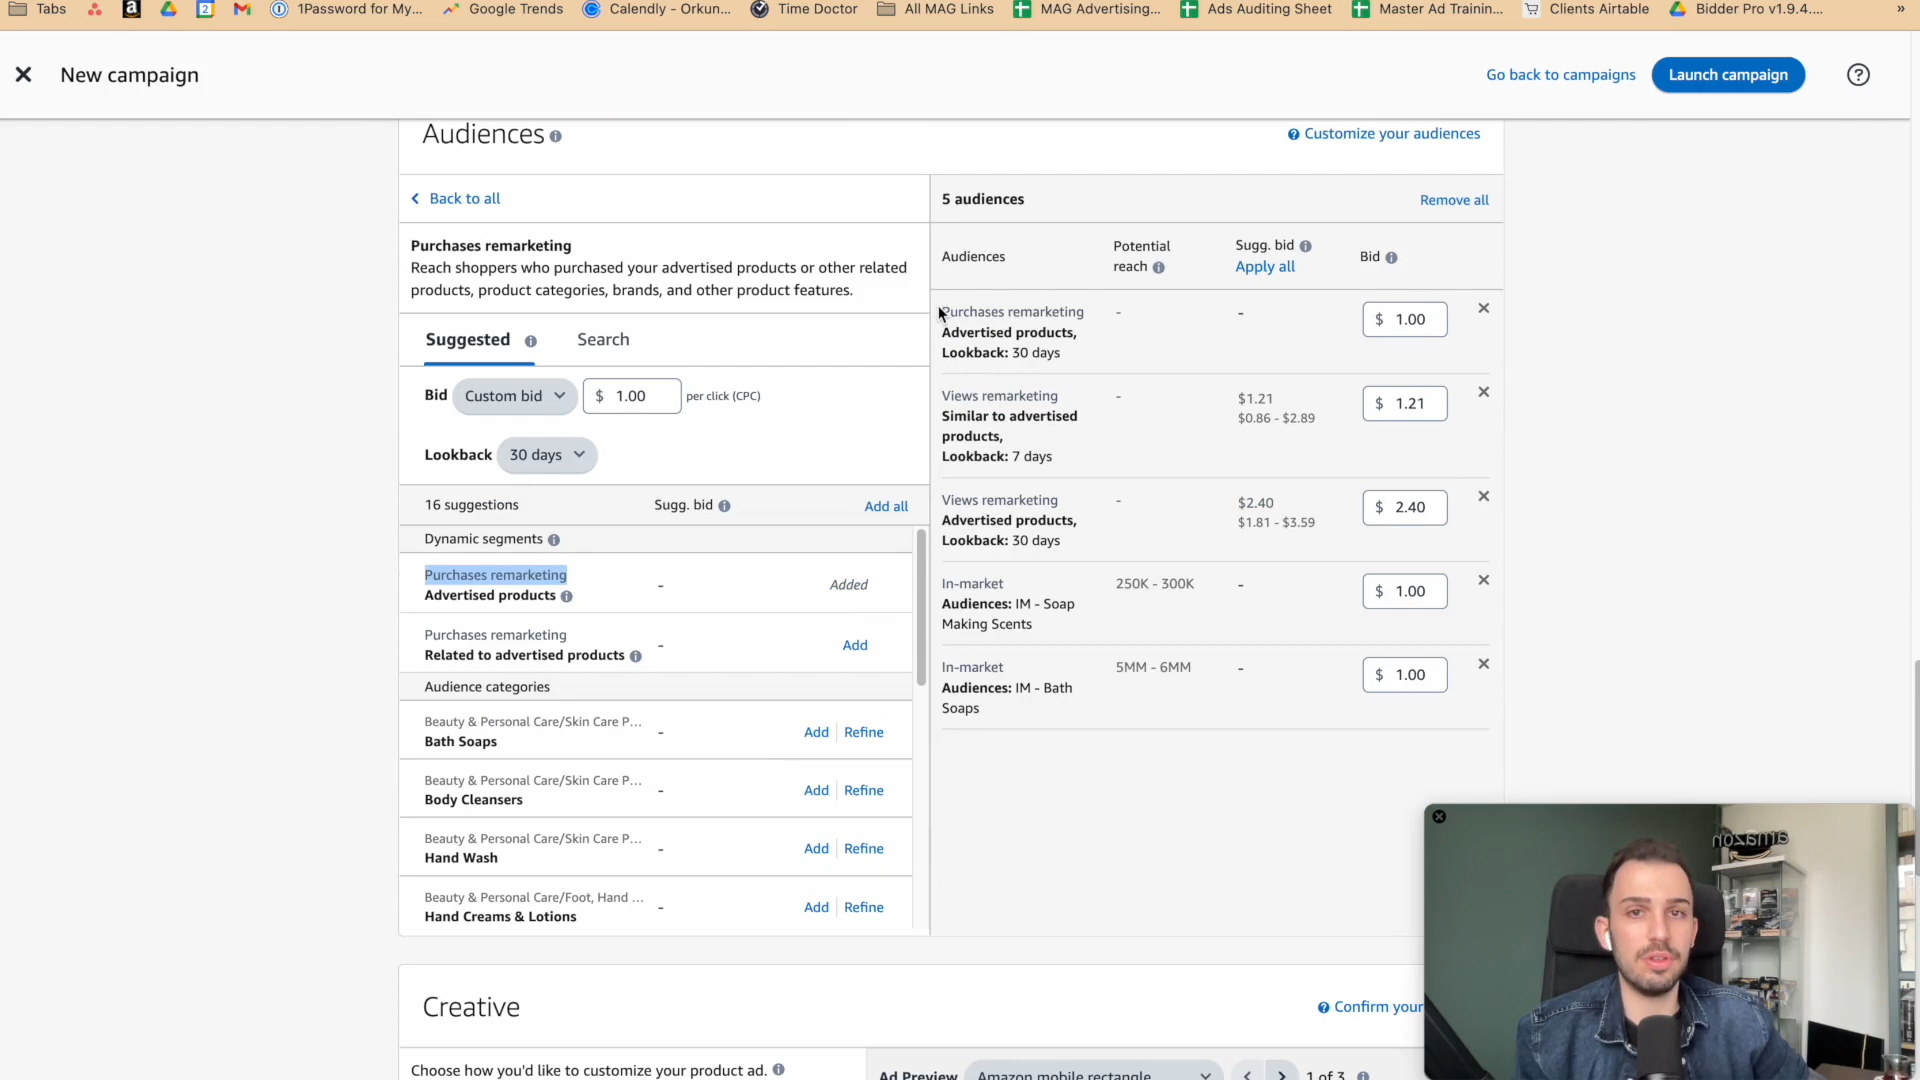 Tabs
1Password for My...
Google Trends
Calendly - Orkun...
Time Doctor
All MAG Links
MAG Advertising...
Ads Auditing Sheet
Master Ad Trainin...
Clients Airtable
Bidder Pro v1.9.4....
»
New campaign
Go back to campaigns
Launch campaign
Audiences
Customize your audiences
Back to all
5 audiences
Remove all
Purchases remarketing
Reach shoppers who purchased your advertised products or other related
products, product categories, brands, and other product features.
Suggested
Search
Bid
Custom bid
$ 1.00
per click (CPC)
Lookback
30 days
16 suggestions
Sugg. bid
Add all
Dynamic segments
Purchases remarketing
Advertised products
-
Added
Purchases remarketing
Related to advertised products
-
Add
Audience categories
Beauty & Personal Care/Skin Care P...
Bath Soaps
-
Add
Refine
Beauty & Personal Care/Skin Care P...
Body Cleansers
-
Add
Refine
Beauty & Personal Care/Skin Care P...
Hand Wash
-
Add
Refine
Beauty & Personal Care/Foot, Hand ...
Hand Creams & Lotions
-
Add
Refine
Audiences
Potential
reach
Sugg. bid
Apply all
Bid
Purchases remarketing
Advertised products,
Lookback: 30 days
-
-
$ 1.00
Views remarketing
Similar to advertised
products,
Lookback: 7 days
-
$1.21
$0.86 - $2.89
$ 1.21
Views remarketing
Advertised products,
Lookback: 30 days
-
$2.40
$1.81 - $3.59
$ 2.40
In-market
Audiences: IM - Soap
Making Scents
250K - 300K
-
$ 1.00
In-market
Audiences: IM - Bath
Soaps
5MM - 6MM
-
$ 1.00
Creative
Confirm your
Choose how you'd like to customize your product ad.
Ad Preview
Amazon mobile rectangle
1 of 3
amazon